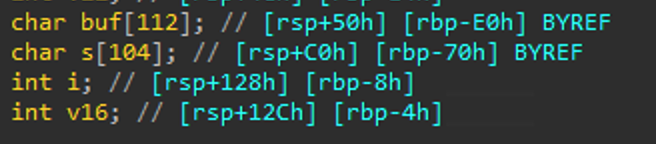 char buf[112]; // [rsp+50h] [rbp-E0h] BYREF
char s[104]; // [rsp+C0h] [rbp-70h] BYREF
int i; // [rsp+128h] [rbp-8h]
int v16; // [rsp+12Ch] [rbp-4h]